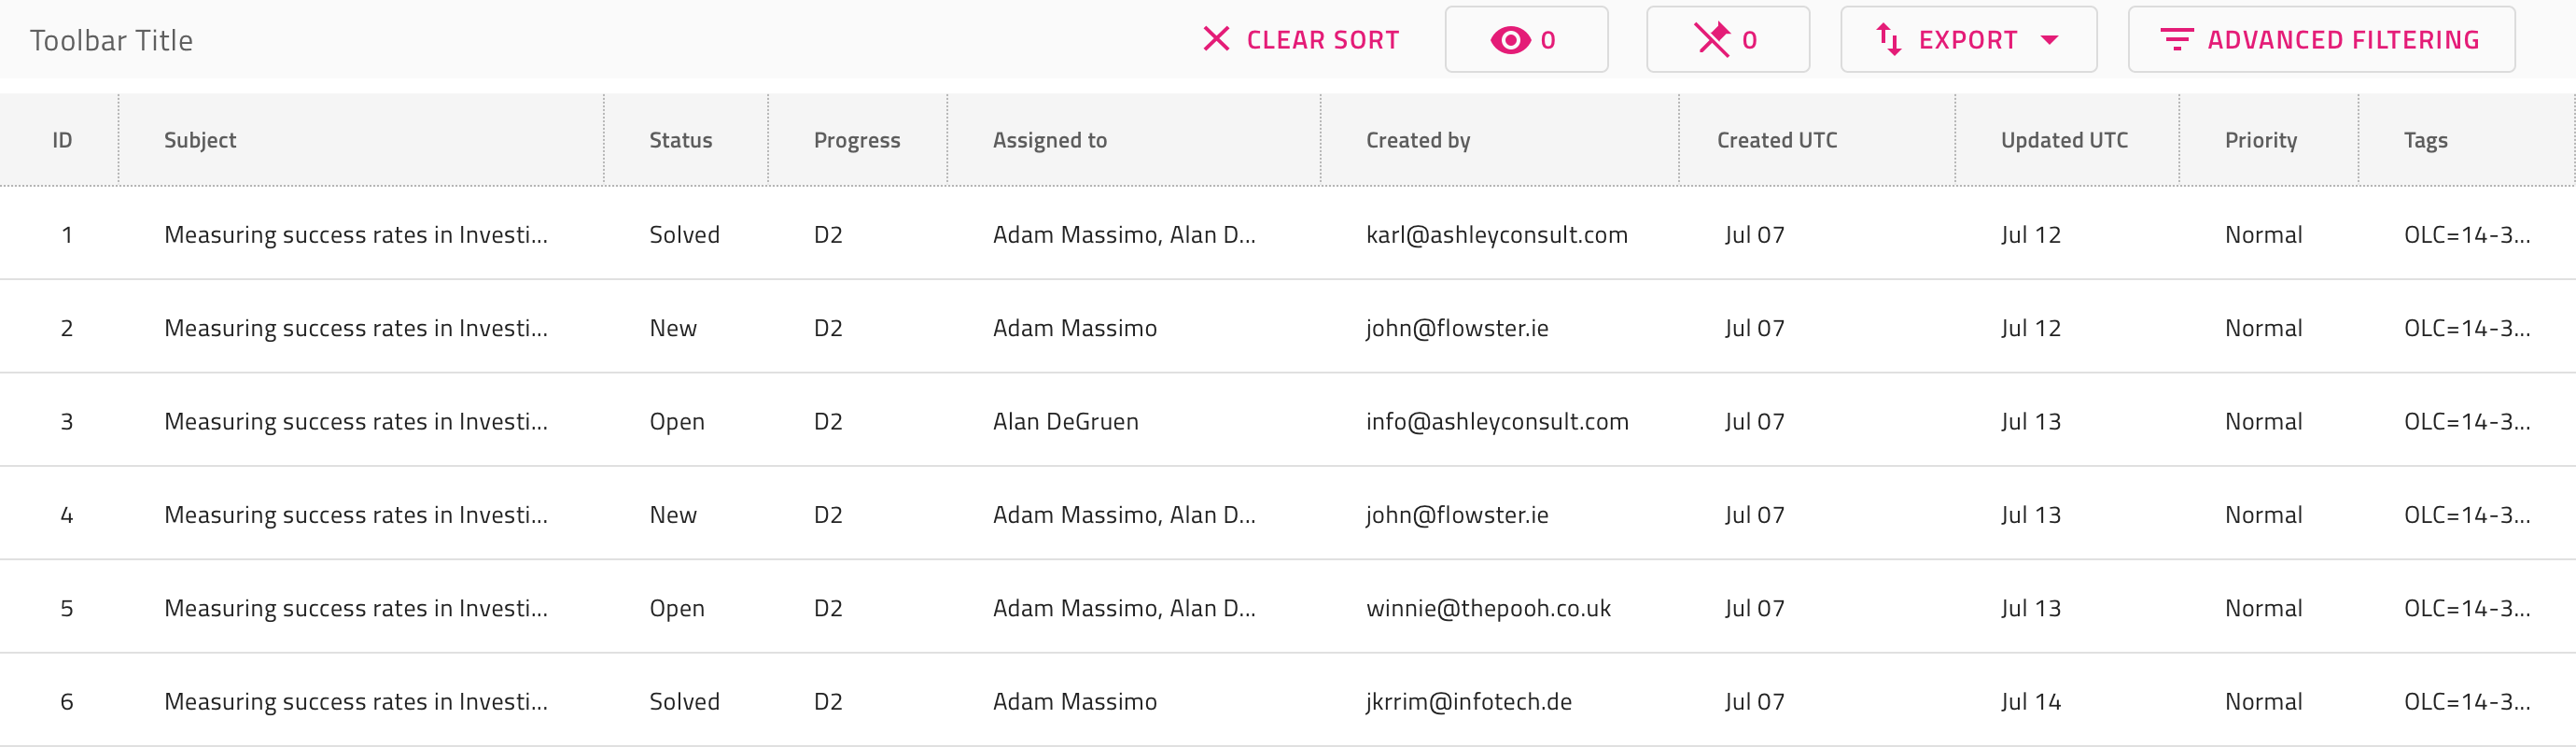 Toolbar Title CLEAR SORT 0 0 EXPORT ADVANCED FILTERING
ID Subject Status Progress Assigned to Created by Created UTC Updated UTC Priority Tags
1 Measuring success rates in Investi... Solved D2 Adam Massimo, Alan D... karl@ashleyconsult.com Jul 07 Jul 12 Normal OLC=14-3...
2 Measuring success rates in Investi... New D2 Adam Massimo john@flowster.ie Jul 07 Jul 12 Normal OLC=14-3...
3 Measuring success rates in Investi... Open D2 Alan DeGruen info@ashleyconsult.com Jul 07 Jul 13 Normal OLC=14-3...
4 Measuring success rates in Investi... New D2 Adam Massimo, Alan D... john@flowster.ie Jul 07 Jul 13 Normal OLC=14-3...
5 Measuring success rates in Investi... Open D2 Adam Massimo, Alan D... winnie@thepooh.co.uk Jul 07 Jul 13 Normal OLC=14-3...
6 Measuring success rates in Investi... Solved D2 Adam Massimo jkrrim@infotech.de Jul 07 Jul 14 Normal OLC=14-3...